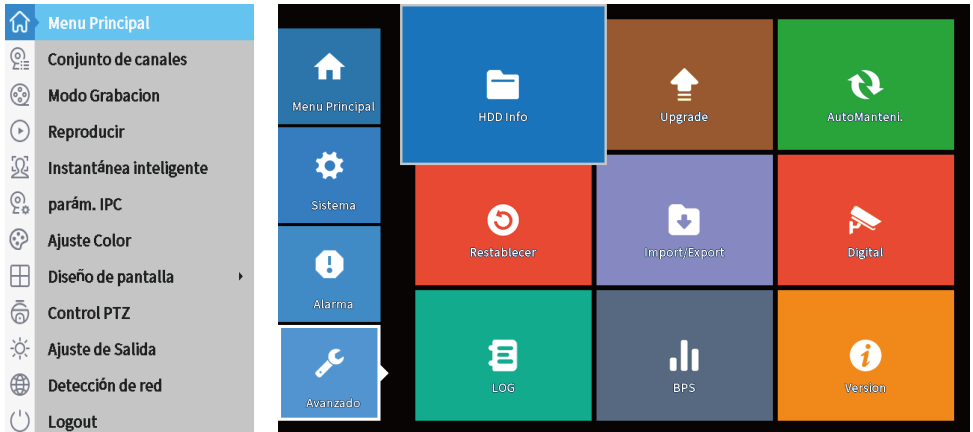 Menu Principal
Conjunto de canales
Modo Grabacion
Reproducir
Instantánea inteligente
parám. IPC
Ajuste Color
Diseño de pantalla
Control PTZ
Ajuste de Salida
Detección de red
Logout
Menu Principal
Sistema
Alarma
Avanzado
HDD Info
Upgrade
AutoManteni.
Restablecer
Import/Export
Digital
LOG
BPS
Version